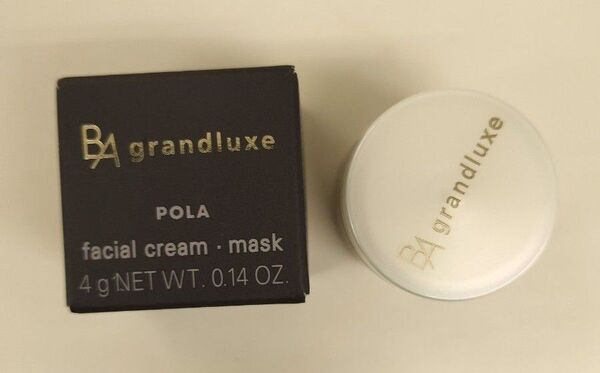 BA grandluxe
POLA
facial cream · mask
4 g NET WT. 0.14 OZ.
BA grandluxe